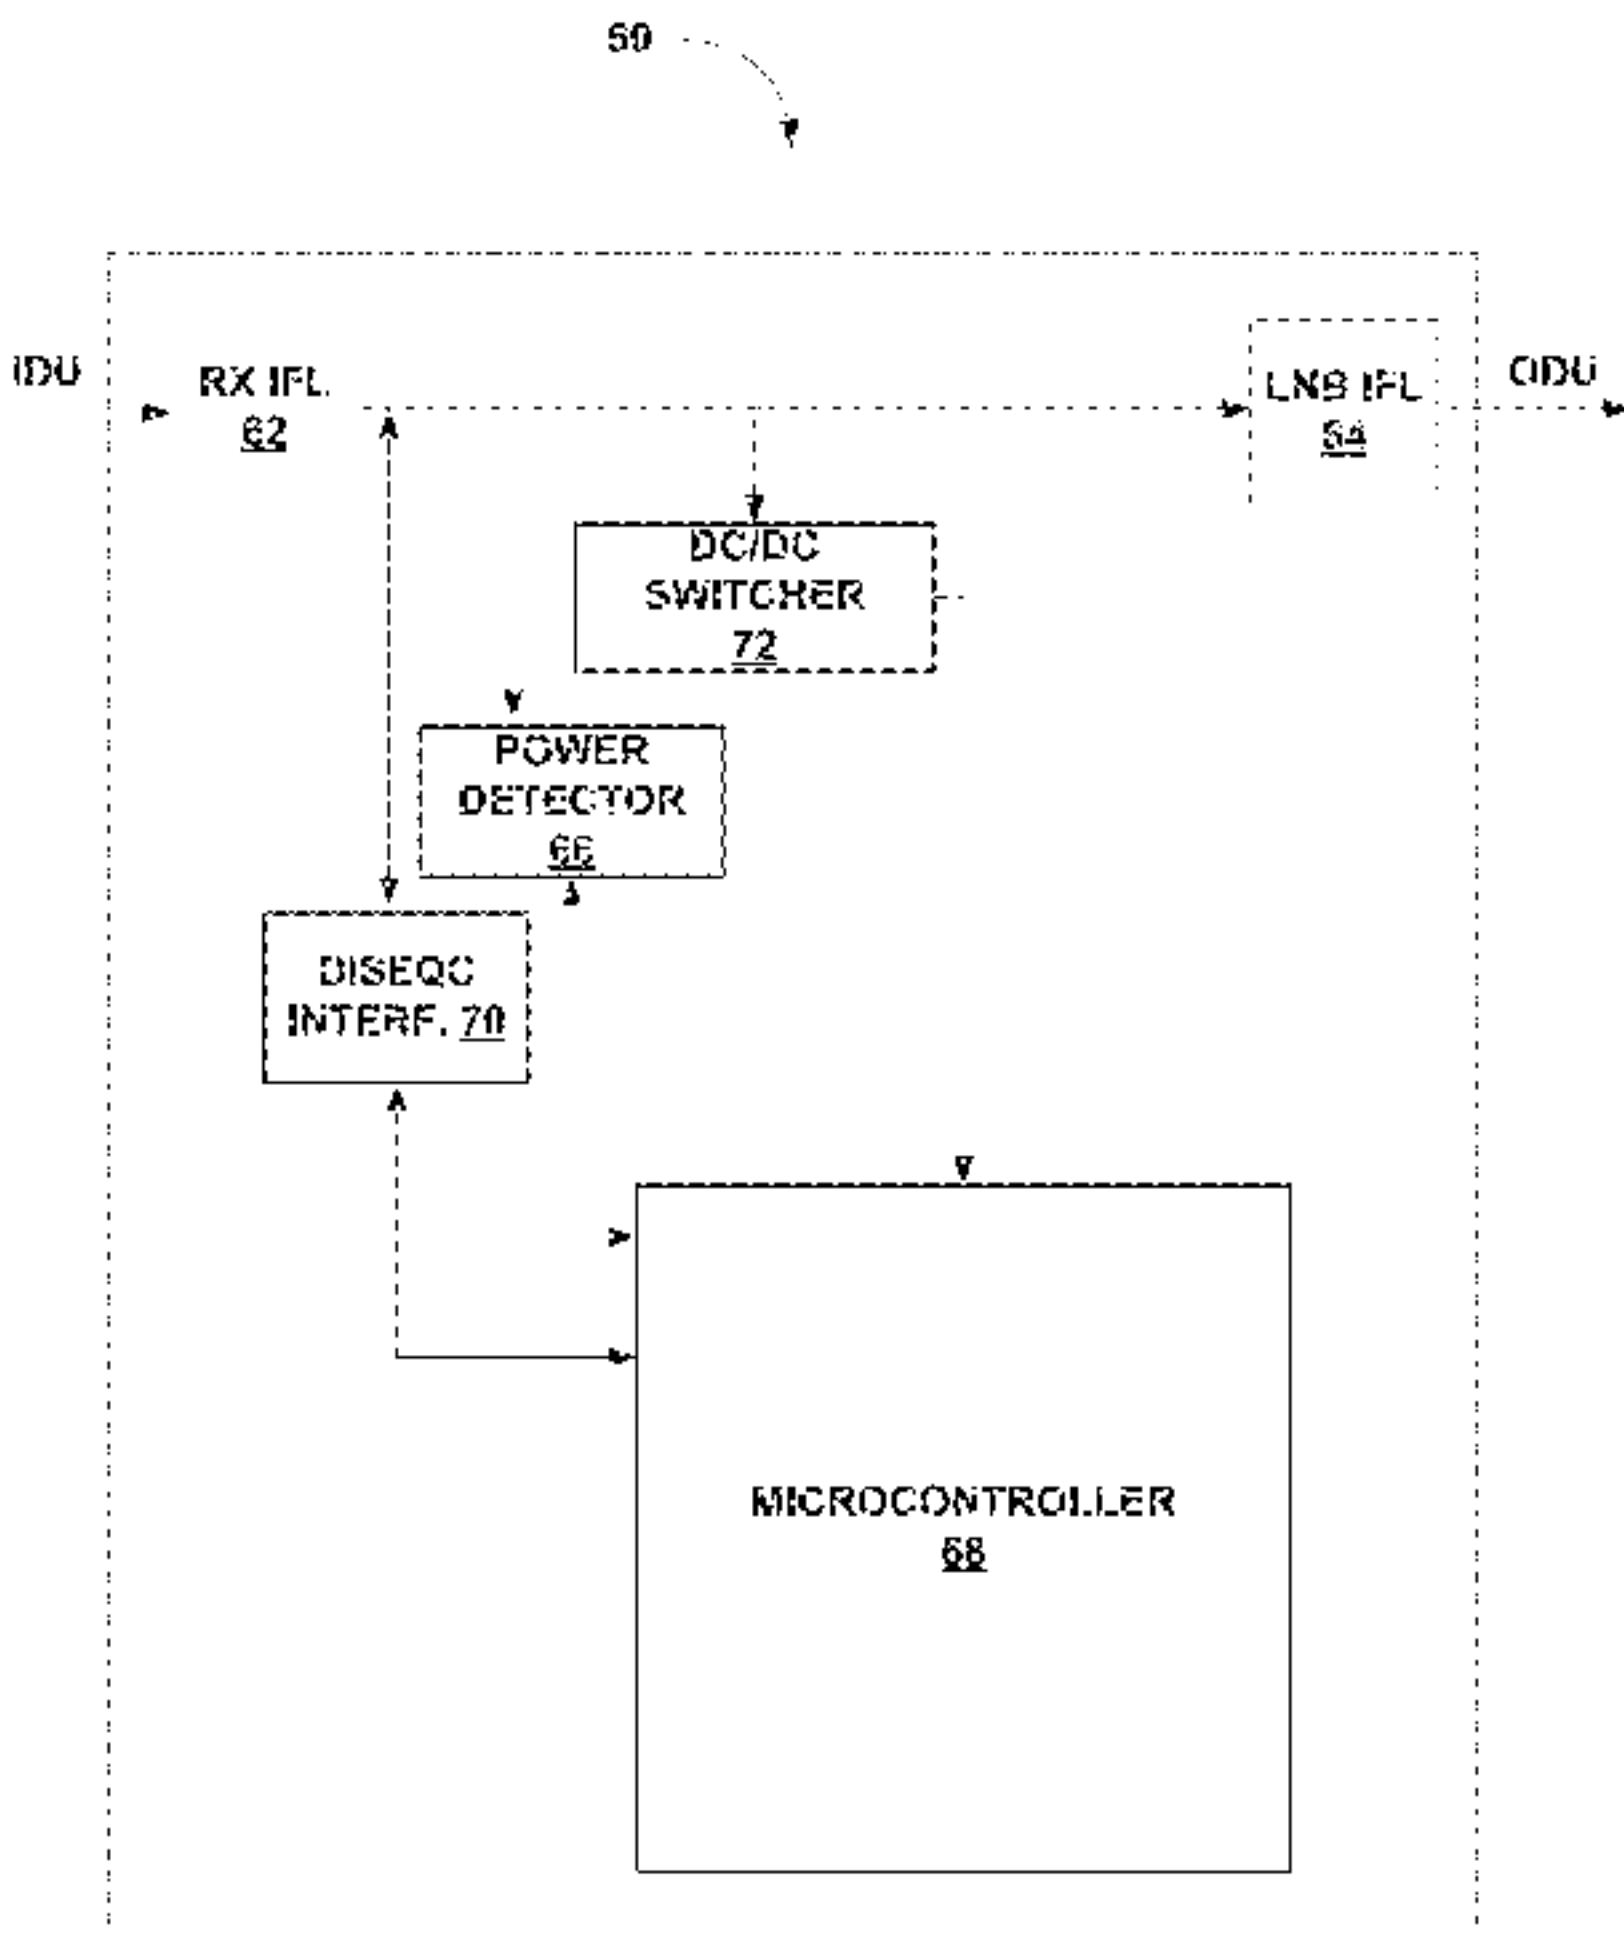 60
IDU
RX IFL
62
LNB IFL
64
ODU
DC/DC
SWITCHER
72
POWER
DETECTOR
66
DISEQC
INTERF. 70
MICROCONTROLLER
68